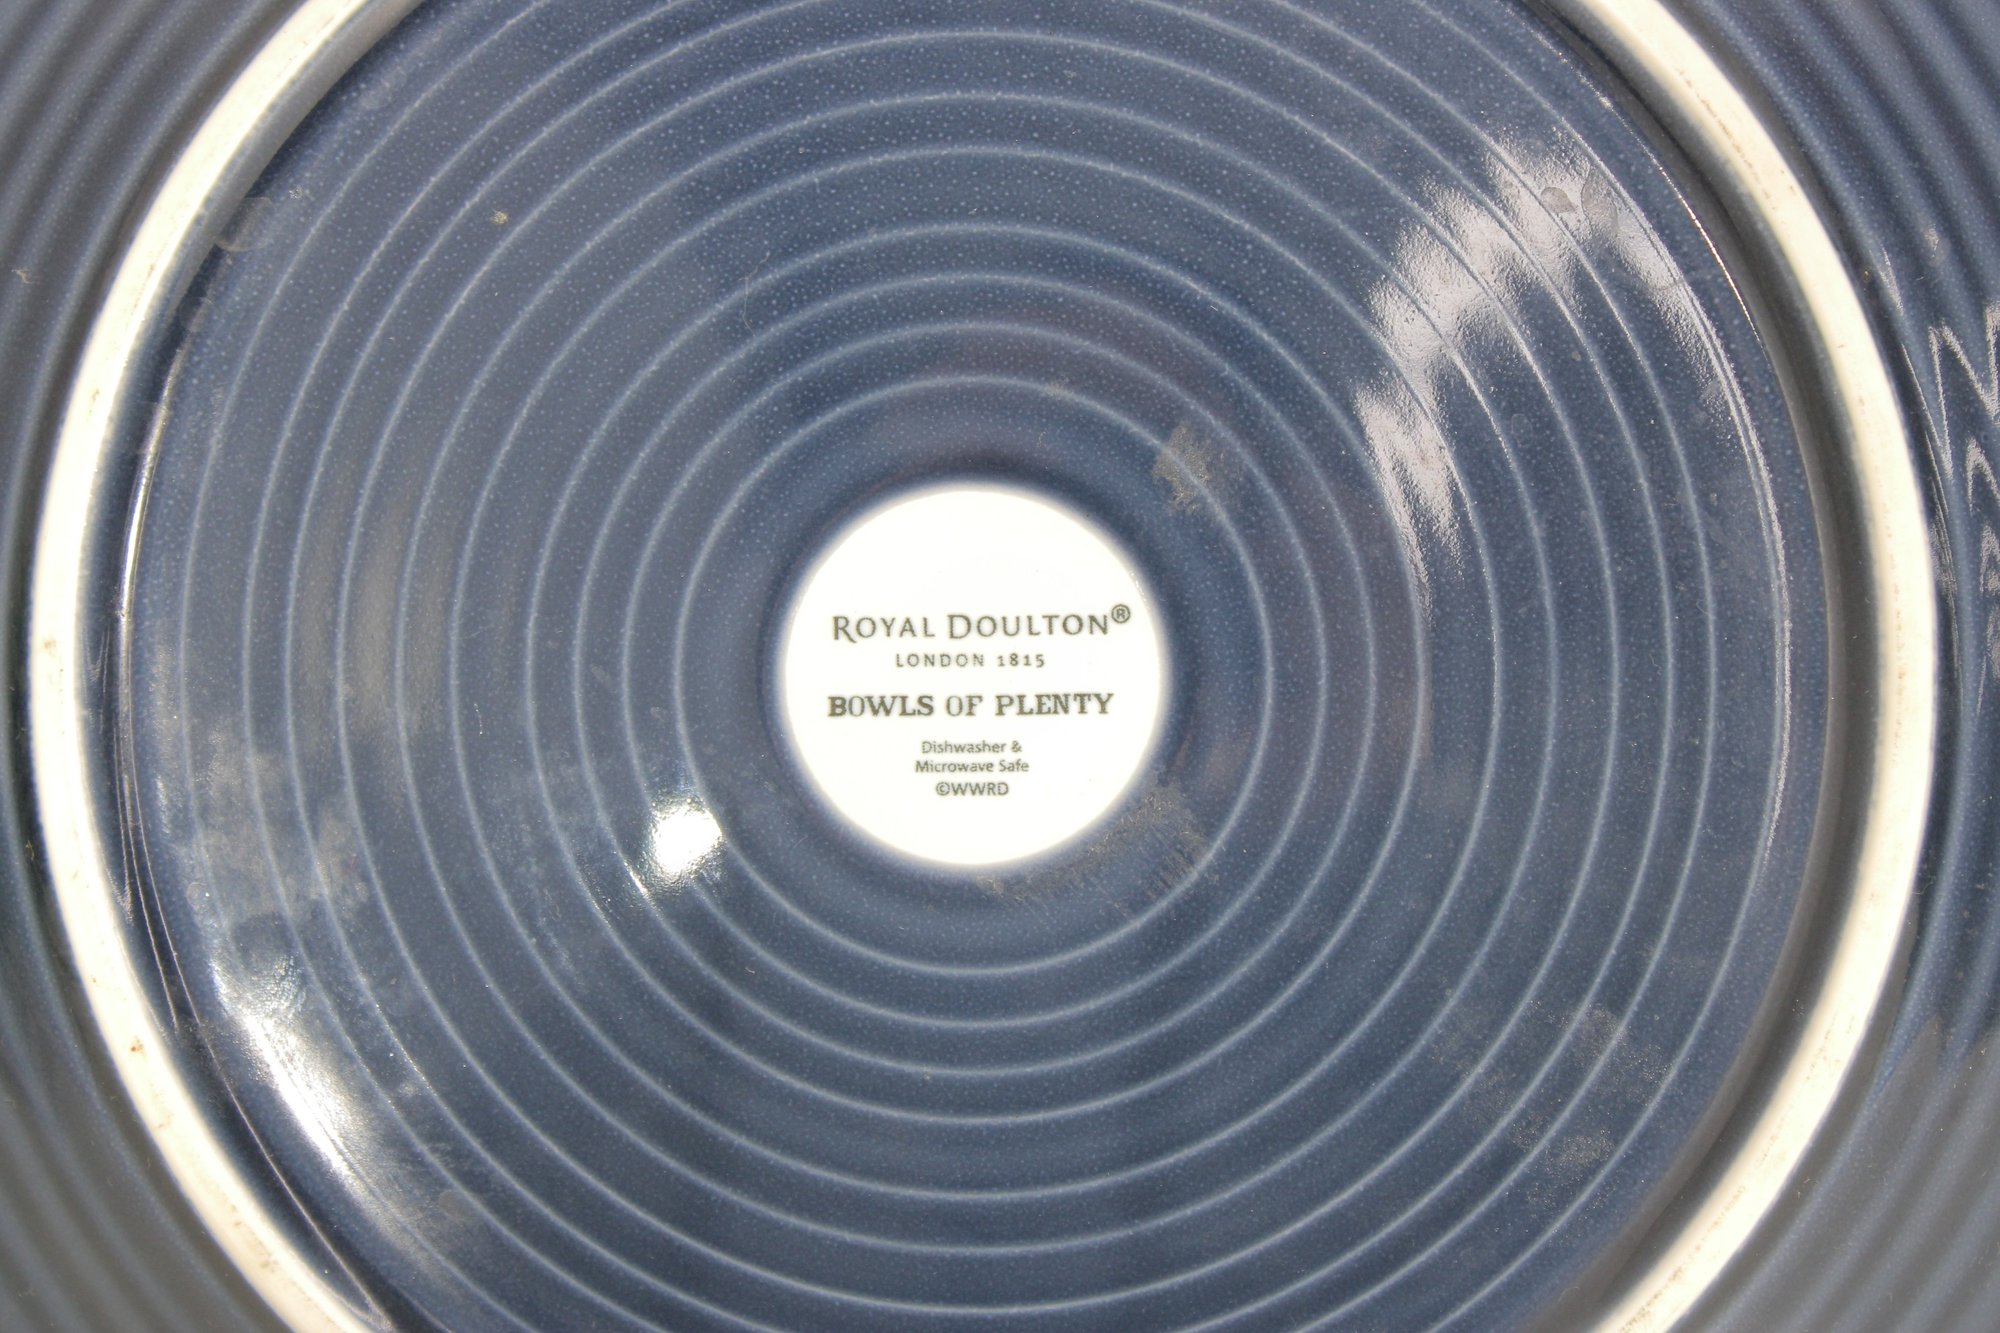 ROYAL DOULTON®
LONDON 1815
BOWLS OF PLENTY
Dishwasher &
Microwave Safe
©WWRD